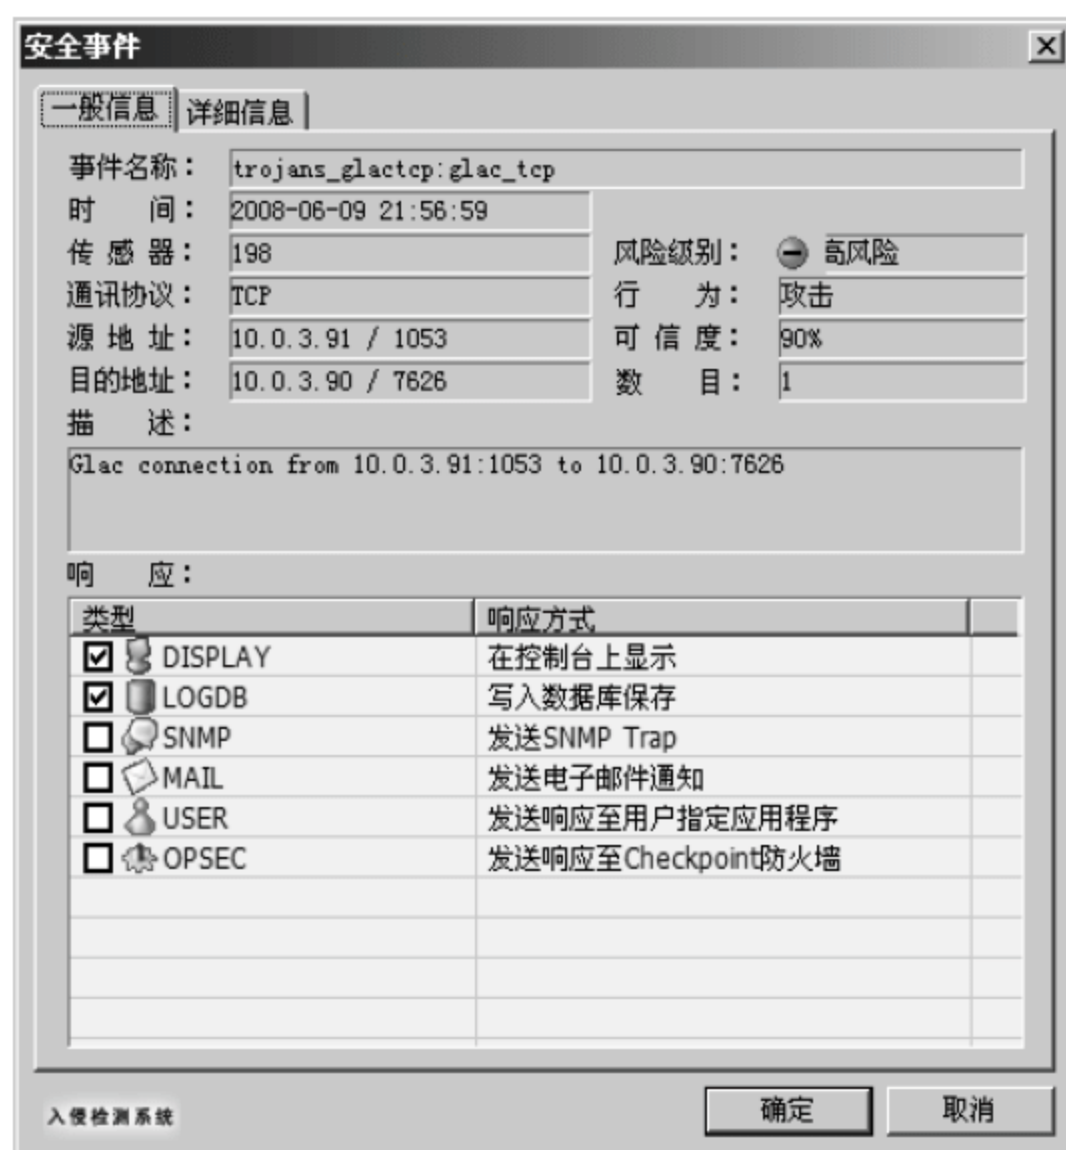 安全事件
一般信息 详细信息
事件名称： trojans_glactcp:glac_tcp
时 间： 2008-06-09 21:56:59
传 感 器： 198 风险级别： 高风险
通讯协议： TCP 行 为： 攻击
源 地 址： 10.0.3.91 / 1053 可 信 度： 90%
目的地址： 10.0.3.90 / 7626 数 目： 1
描 述：
Glac connection from 10.0.3.91:1053 to 10.0.3.90:7626
响 应：
类型 响应方式
DISPLAY 在控制台上显示
LOGDB 写入数据库保存
SNMP 发送SNMP Trap
MAIL 发送电子邮件通知
USER 发送响应至用户指定应用程序
OPSEC 发送响应至Checkpoint防火墙
入侵检测系统 确定 取消